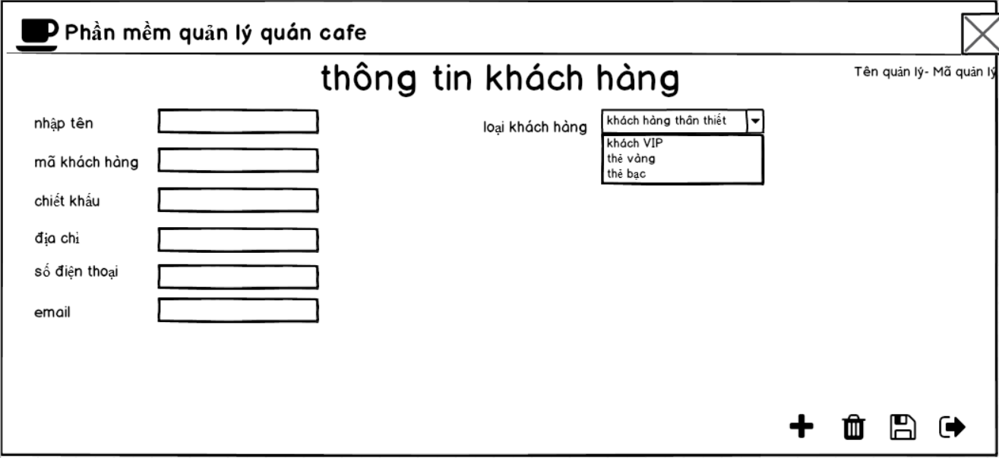 Phần mềm quản lý quán cafe
thông tin khách hàng
Tên quản lý- Mã quản lý
nhập tên
loại khách hàng
khách hàng thân thiết
khách VIP
thẻ vàng
thẻ bạc
mã khách hàng
chiết khấu
địa chỉ
số điện thoại
email